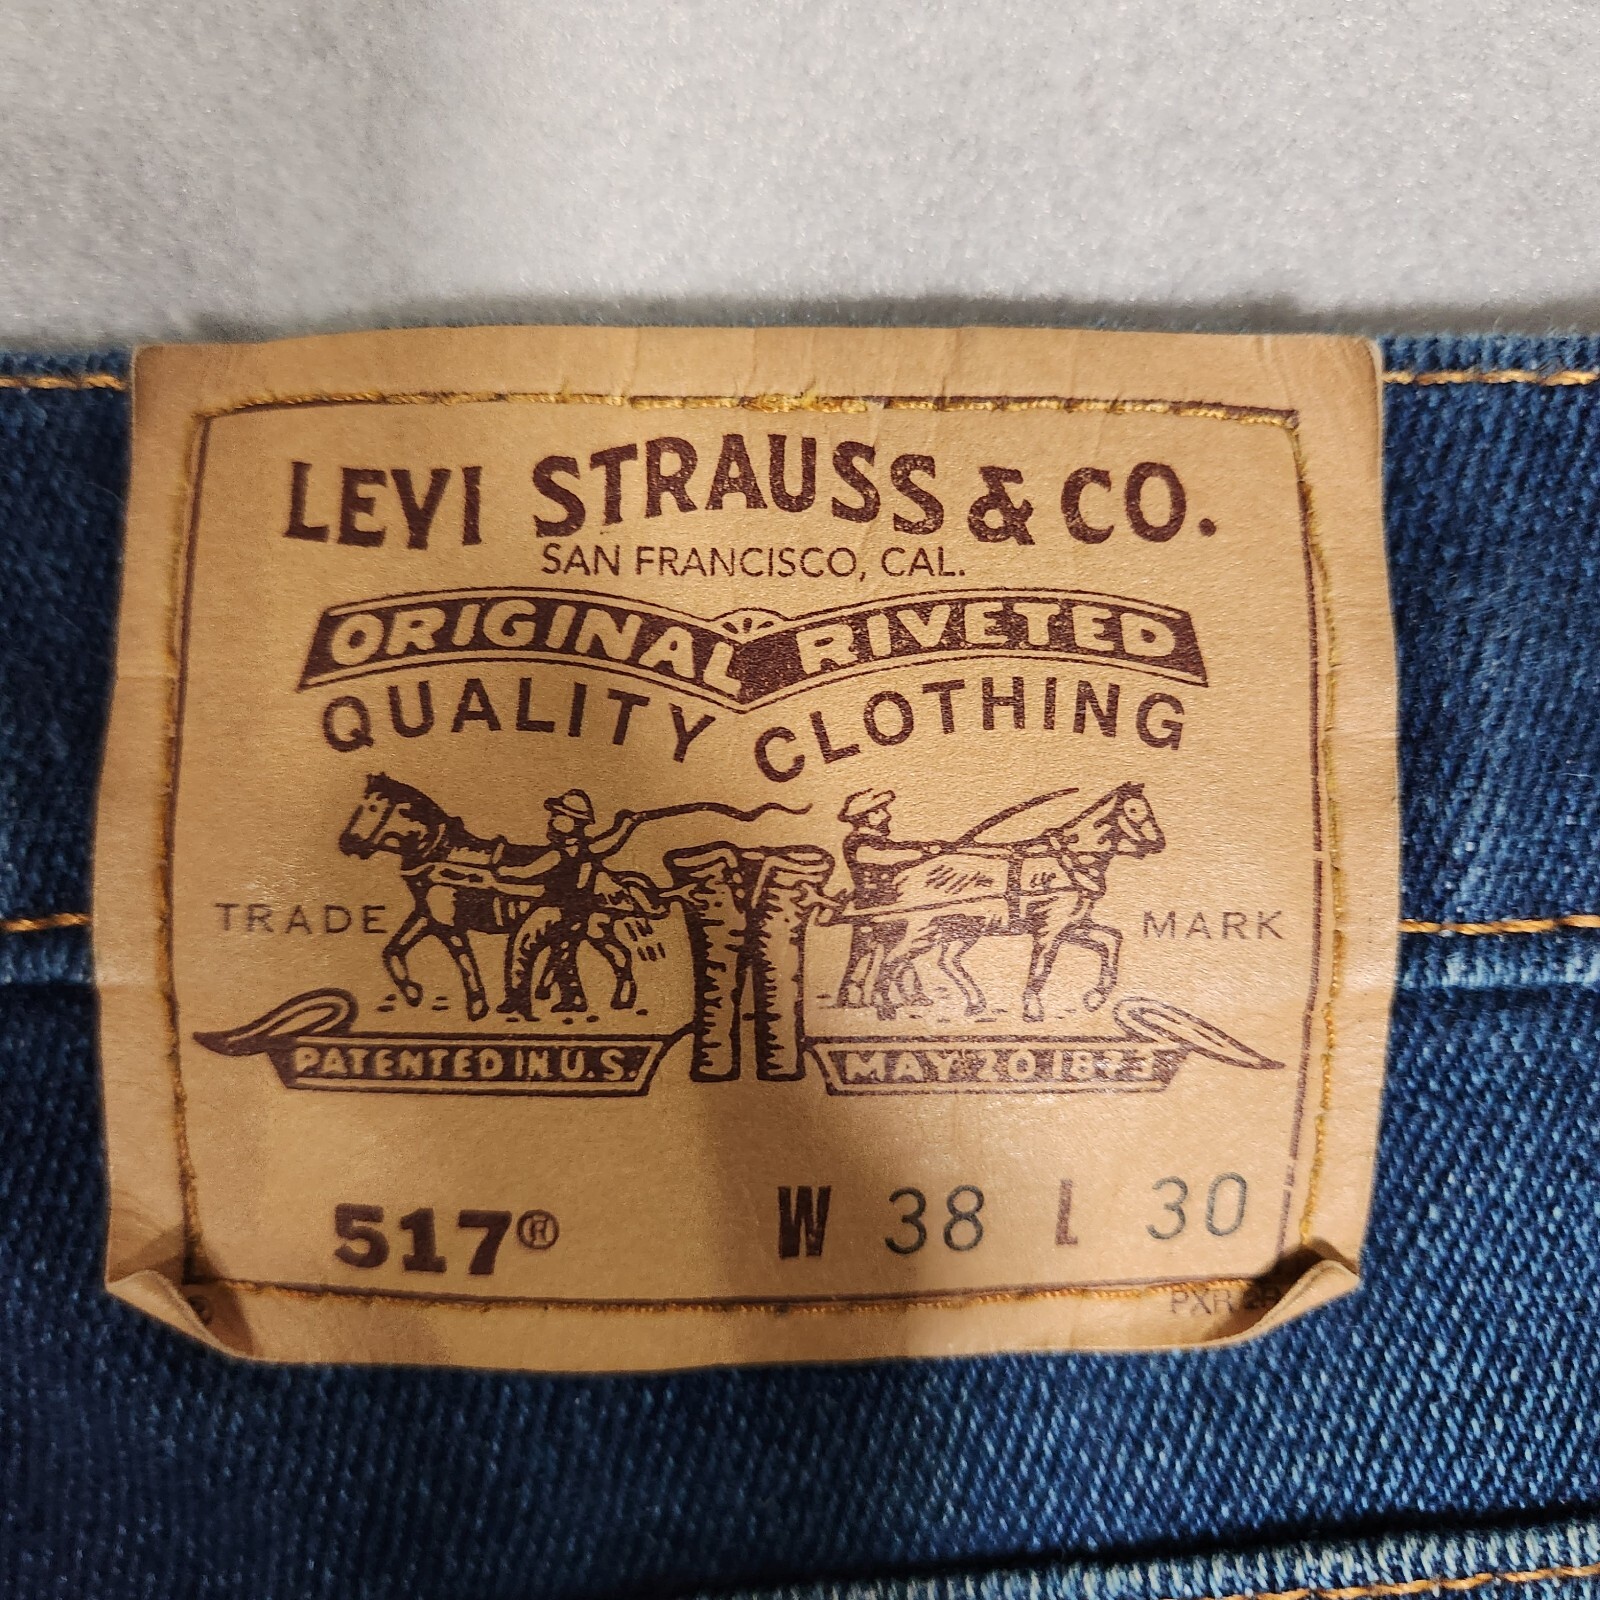 LEVI STRAUSS & CO.
SAN FRANCISCO, CAL.
ORIGINAL RIVETED
QUALITY CLOTHING
TRADE MARK
PATENTED IN U.S. MAY 20 1873
517® W 38 L 30
®